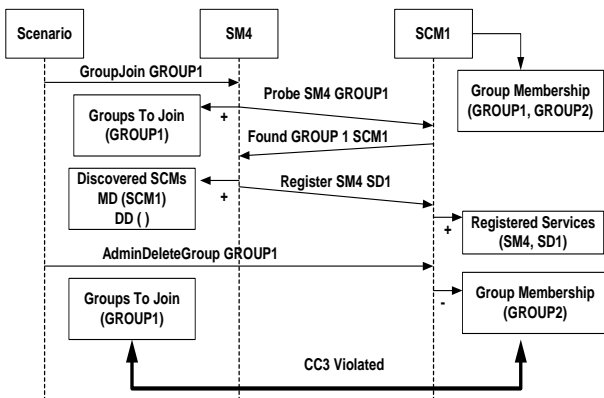 Scenario
SM4
SCM1
GroupJoin GROUP1
Probe SM4 GROUP1
Group Membership
(GROUP1, GROUP2)
Groups To Join
(GROUP1)
+
Found GROUP 1 SCM1
Discovered SCMs
MD (SCM1)
DD ( )
+
Register SM4 SD1
+
Registered Services
(SM4, SD1)
AdminDeleteGroup GROUP1
Groups To Join
(GROUP1)
-
Group Membership
(GROUP2)
CC3 Violated